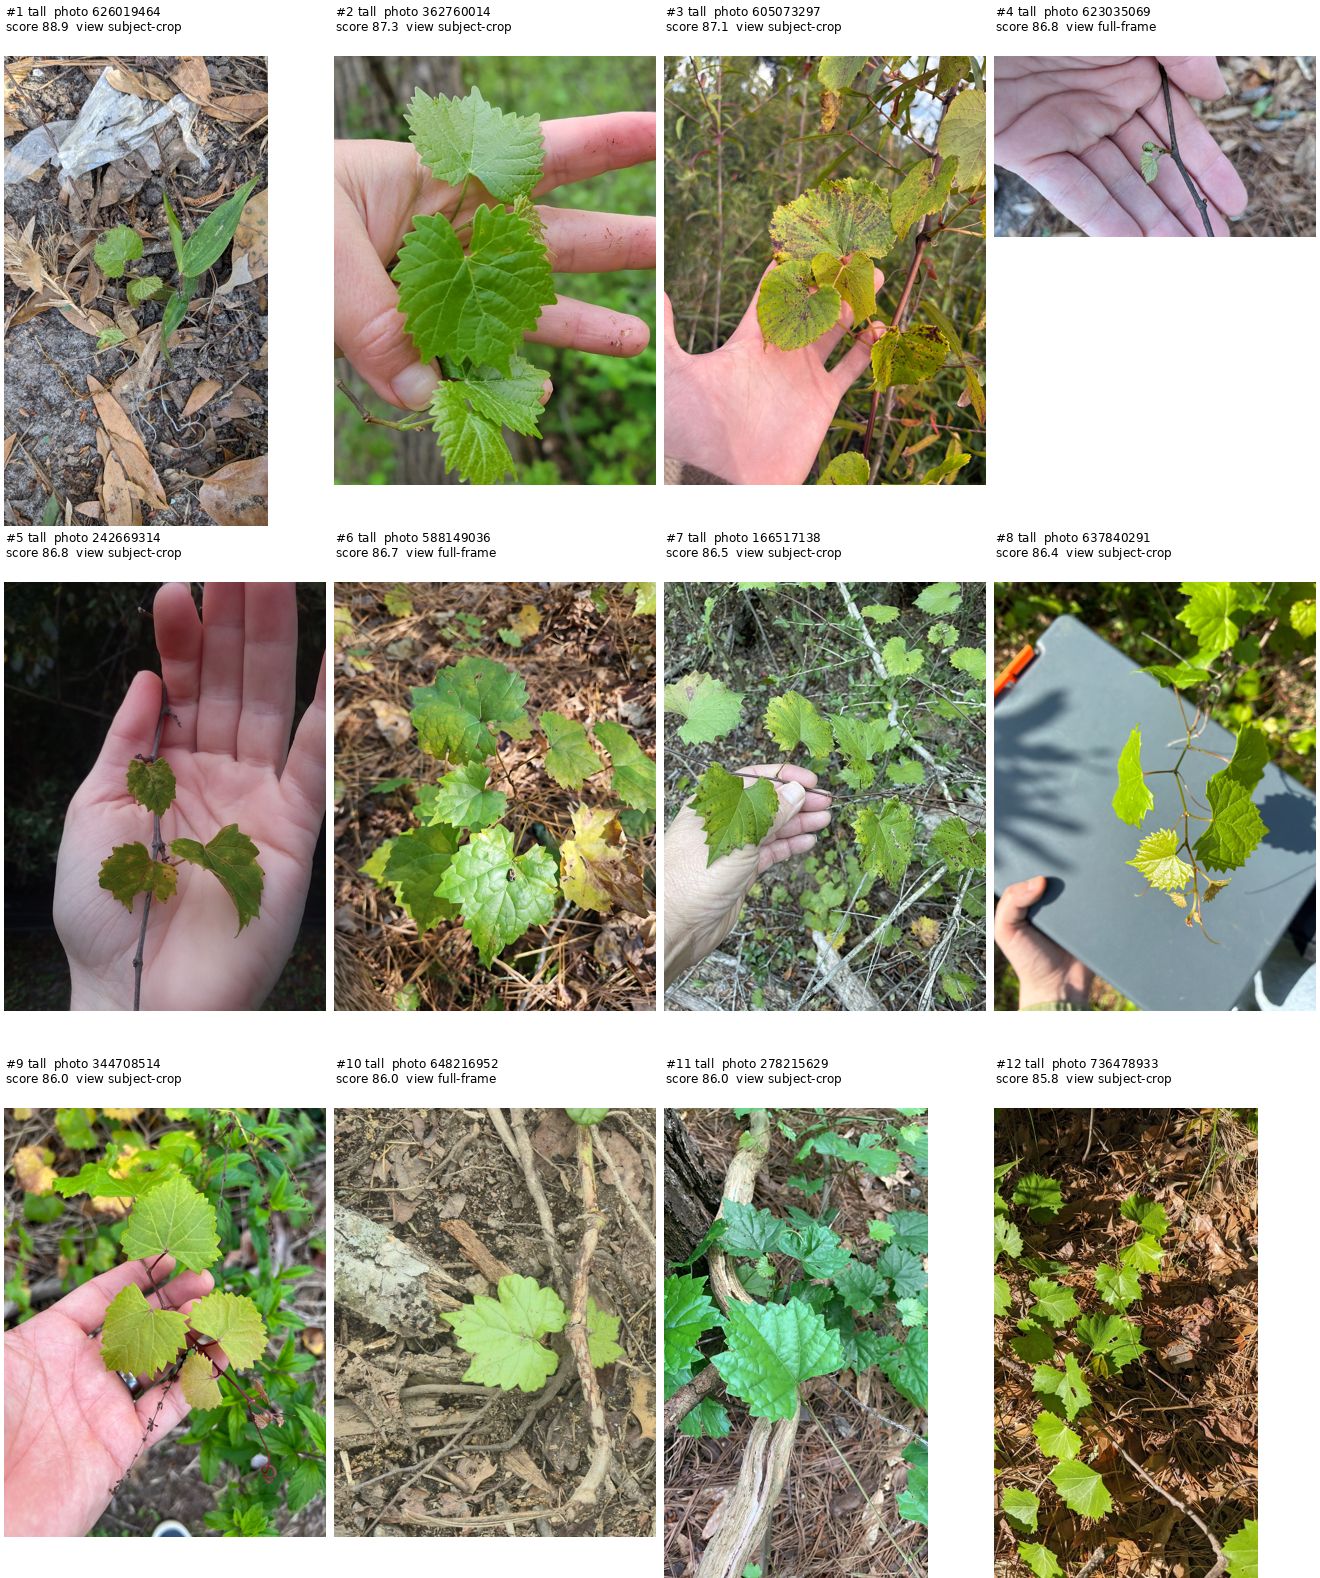 #1 tall photo 626019464
score 88.9 view subject-crop
#2 tall photo 362760014
score 87.3 view subject-crop
#3 tall photo 605073297
score 87.1 view subject-crop
#4 tall photo 623035069
score 86.8 view full-frame
#5 tall photo 242669314
score 86.8 view subject-crop
#6 tall photo 588149036
score 86.7 view full-frame
#7 tall photo 166517138
score 86.5 view subject-crop
#8 tall photo 637840291
score 86.4 view subject-crop
#9 tall photo 344708514
score 86.0 view subject-crop
#10 tall photo 648216952
score 86.0 view full-frame
#11 tall photo 278215629
score 86.0 view subject-crop
#12 tall photo 736478933
score 85.8 view subject-crop